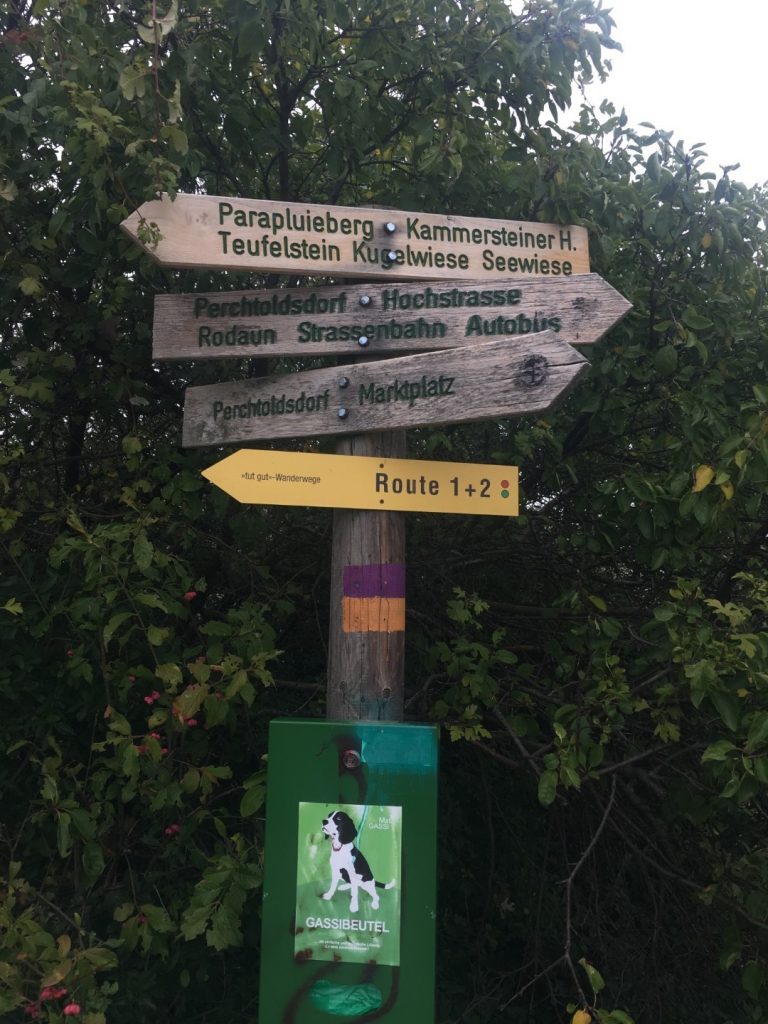 Parapluieberg Kammersteiner H.
Teufelstein Kugelwiese Seewiese
Perchtoldsdorf Hochstrasse
Rodaun Strassenbahn Autobus
Perchtoldsdorf Marktplatz
»tut gut«-Wanderwege Route 1+2
GASSI
GASSIBEUTEL